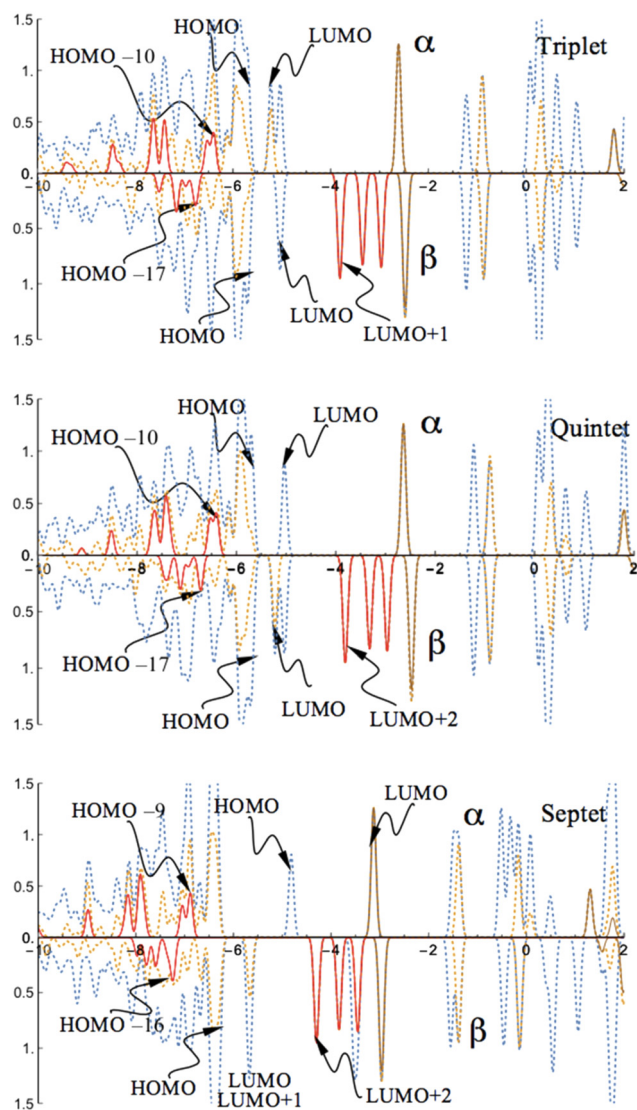 1.5
HOMO
LUMO
α
Triplet
HOMO –10
1.
0.5
0.
–10 –8 –6 –4 –2 0 2
0.5
HOMO –17
β
1.
HOMO
LUMO
LUMO+1
1.5
1.5
HOMO
LUMO
α
Quintet
HOMO –10
1.
0.5
0.
–10 –8 –6 –4 –2 0 2
0.5
HOMO –17
β
1.
HOMO
LUMO
LUMO+2
1.5
1.5
HOMO –9
HOMO
LUMO
α
Septet
1.
0.5
0.
–10 –8 –6 –4 –2 0 2
0.5
HOMO –16
β
1.
HOMO
LUMO
LUMO+1
LUMO+2
1.5